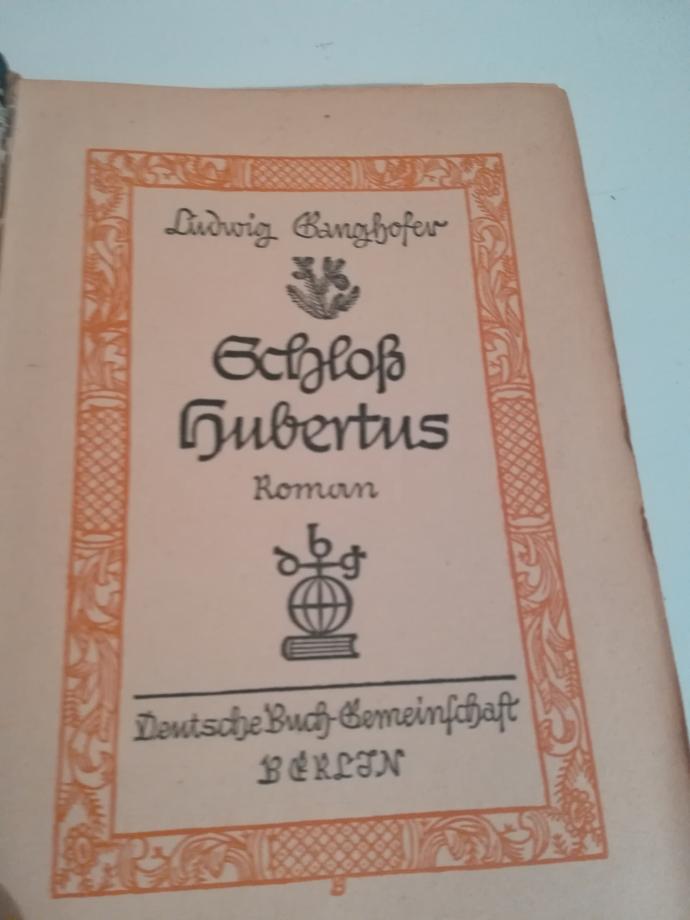 Ludwig Ganghofer
Schloß
Hubertus
Roman
dbg
Deutsche Buch-Gemeinschaft
BERLIN